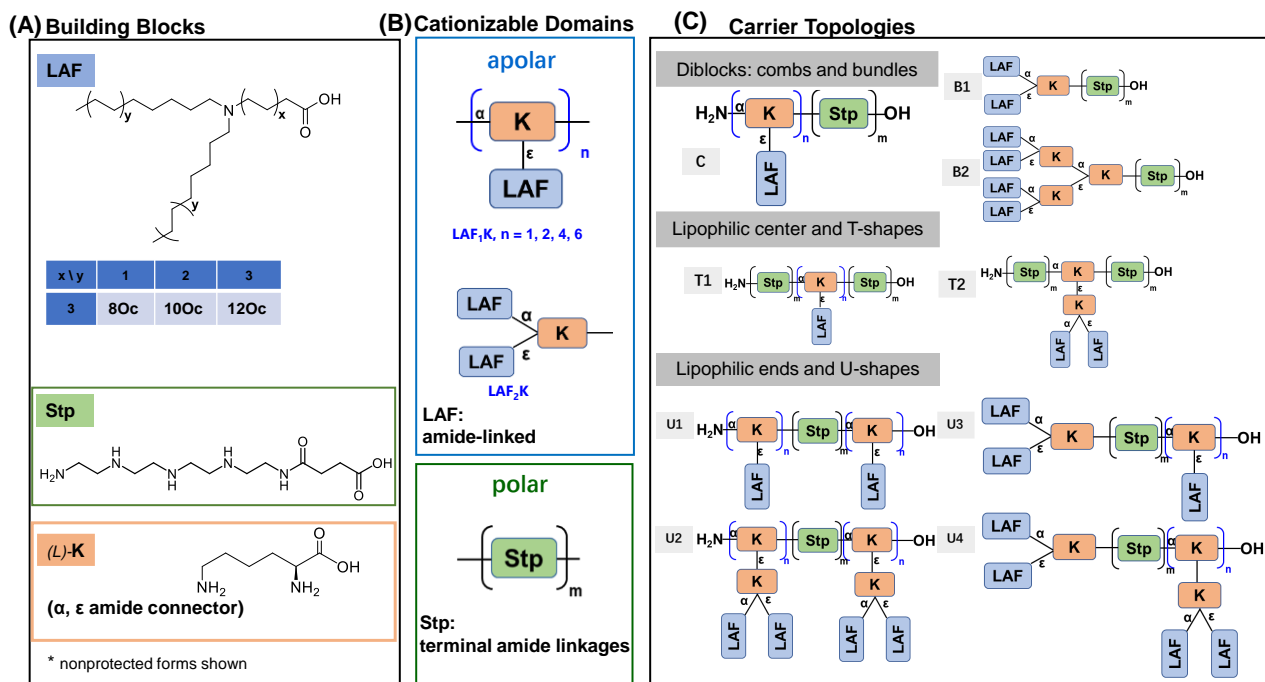 (A) Building Blocks
LAF
OH
O
N
x
y
y
x \ y 1 2 3
3 8Oc 10Oc 12Oc
Stp
H2N
H
N
N
H
H
N
N
H
O
O
OH
(L)-K
O
OH
NH2
NH2
(α, ε amide connector)
* nonprotected forms shown
(B) Cationizable Domains
apolar
α K
ε
n
LAF
LAF1K, n = 1, 2, 4, 6
LAF
α
K
ε
LAF
LAF2K
LAF:
amide-linked
polar
Stp
m
Stp:
terminal amide linkages
(C) Carrier Topologies
Diblocks: combs and bundles
H2N α K Stp OH
ε n m
C
LAF
B1
LAF α
K Stp OH
LAF ε m
B2
LAF α
LAF ε K α
K Stp OH
LAF α K ε m
LAF ε
Lipophilic center and T-shapes
T1
H2N Stp α K Stp OH
m ε n m
LAF
T2
H2N Stp α K Stp OH
m ε m
K
α ε
LAF LAF
Lipophilic ends and U-shapes
U1
H2N α K Stp α K OH
ε n m ε n
LAF LAF
U3
LAF α
K Stp α K OH
LAF ε m ε n
LAF
U2
H2N α K Stp α K OH
ε n m ε n
K K
α ε α ε
LAF LAF LAF LAF
U4
LAF α
K Stp α K OH
LAF ε m ε n
K
α ε
LAF LAF